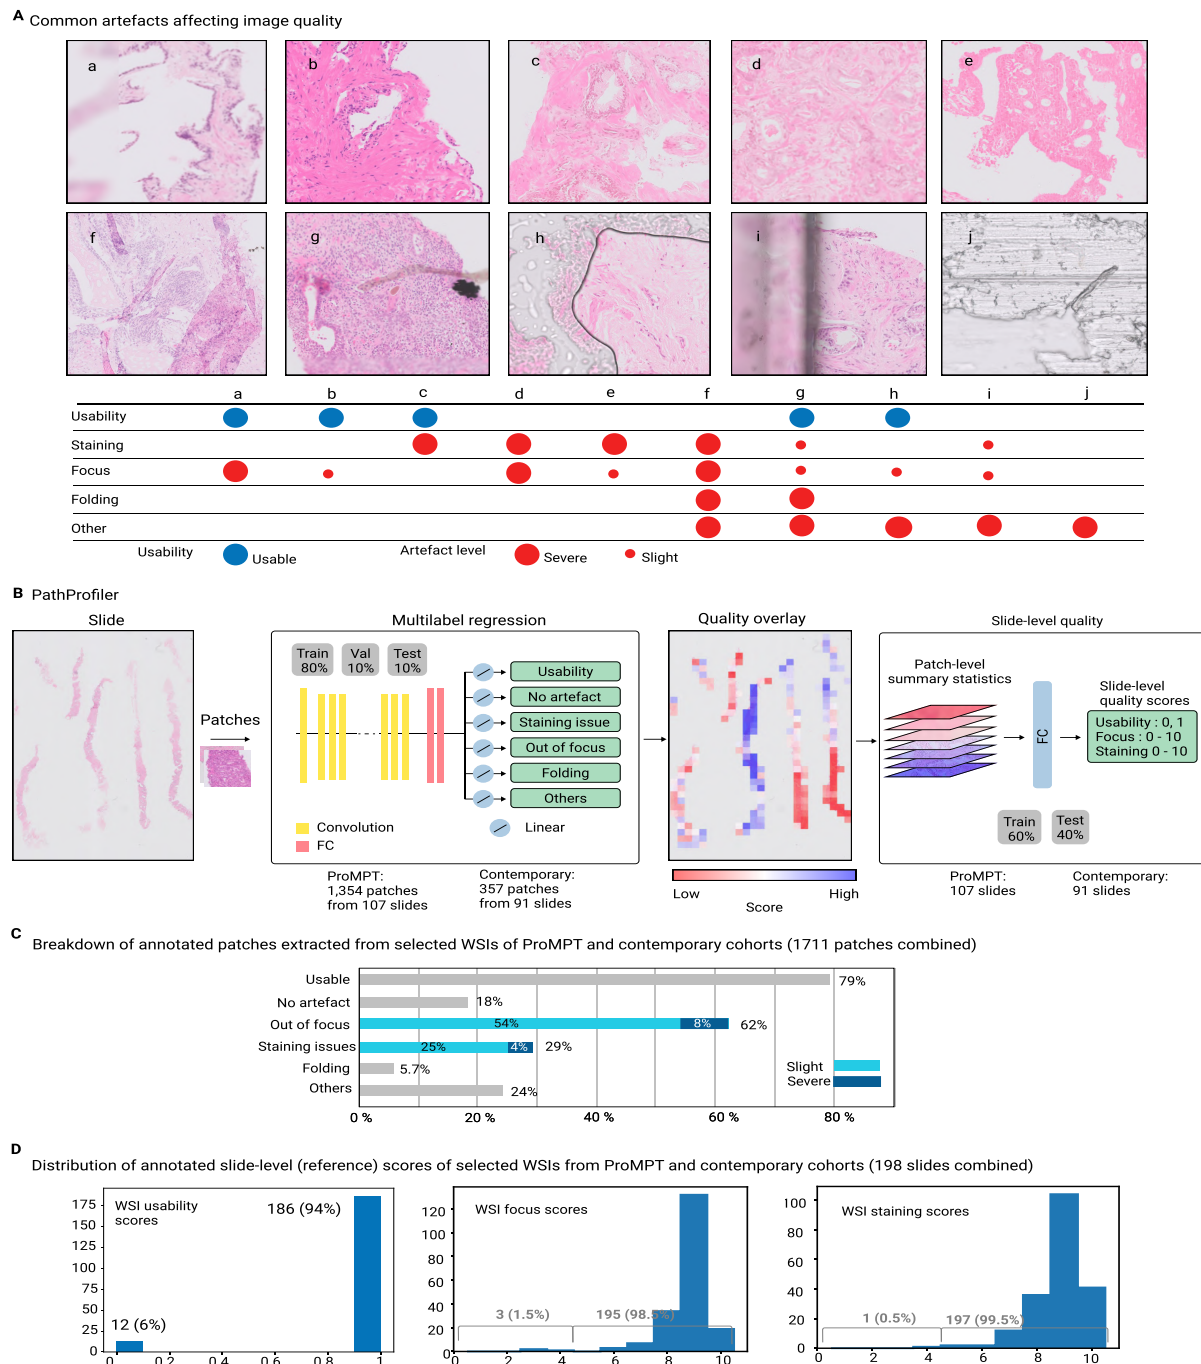 A Common artefacts affecting image quality
a b c d e
f g h i j
a b c d e f g h i j
Usability
Staining
Focus
Folding
Other
Usability Usable Artefact level Severe Slight
B PathProfiler
Slide
Patches
Multilabel regression
Train 80%
Val 10%
Test 10%
Usability
No artefact
Staining issue
Out of focus
Folding
Others
Convolution
FC
Linear
ProMPT:
1,354 patches
from 107 slides
Contemporary:
357 patches
from 91 slides
Quality overlay
Low High
Score
Slide-level quality
Patch-level
summary statistics
FC
Slide-level
quality scores
Usability : 0, 1
Focus : 0 - 10
Staining 0 - 10
Train 60%
Test 40%
ProMPT:
107 slides
Contemporary:
91 slides
C Breakdown of annotated patches extracted from selected WSIs of ProMPT and contemporary cohorts (1711 patches combined)
Usable 79%
No artefact 18%
Out of focus 54% 8% 62%
Staining issues 25% 4% 29%
Folding 5.7%
Others 24%
Slight
Severe
0 % 20 % 40 % 60 % 80 %
D
Distribution of annotated slide-level (reference) scores of selected WSIs from ProMPT and contemporary cohorts (198 slides combined)
WSI usability
scores
186 (94%)
12 (6%)
175
150
125
100
75
50
25
0
0 0.2 0.4 0.6 0.8 1
WSI focus scores
3 (1.5%) 195 (98.5%)
120
100
80
60
40
20
0
0 2 4 6 8 10
WSI staining scores
1 (0.5%) 197 (99.5%)
100
80
60
40
20
0
0 2 4 6 8 10